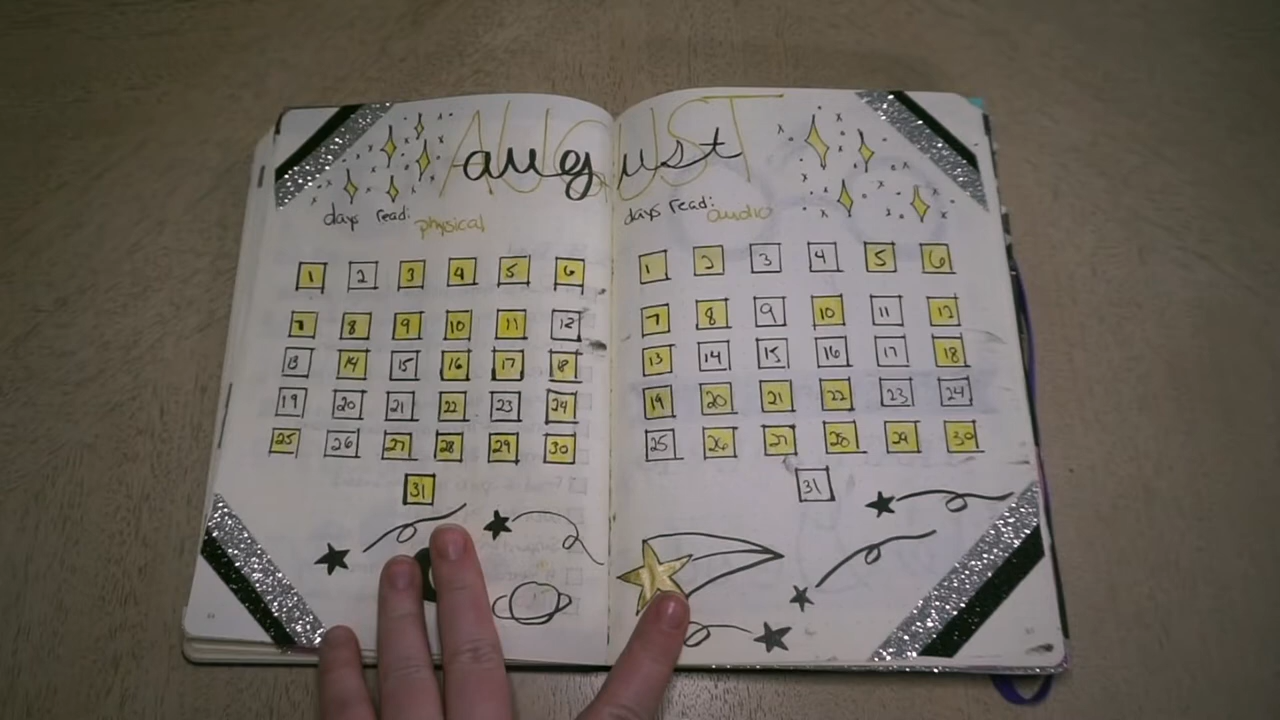 AUGUST
august
days read: physical
1 2 3 4 5 6
7 8 9 10 11 12
13 14 15 16 17 18
19 20 21 22 23 24
25 26 27 28 29 30
31
days read: audio
1 2 3 4 5 6
7 8 9 10 11 12
13 14 15 16 17 18
19 20 21 22 23 24
25 26 27 28 29 30
31